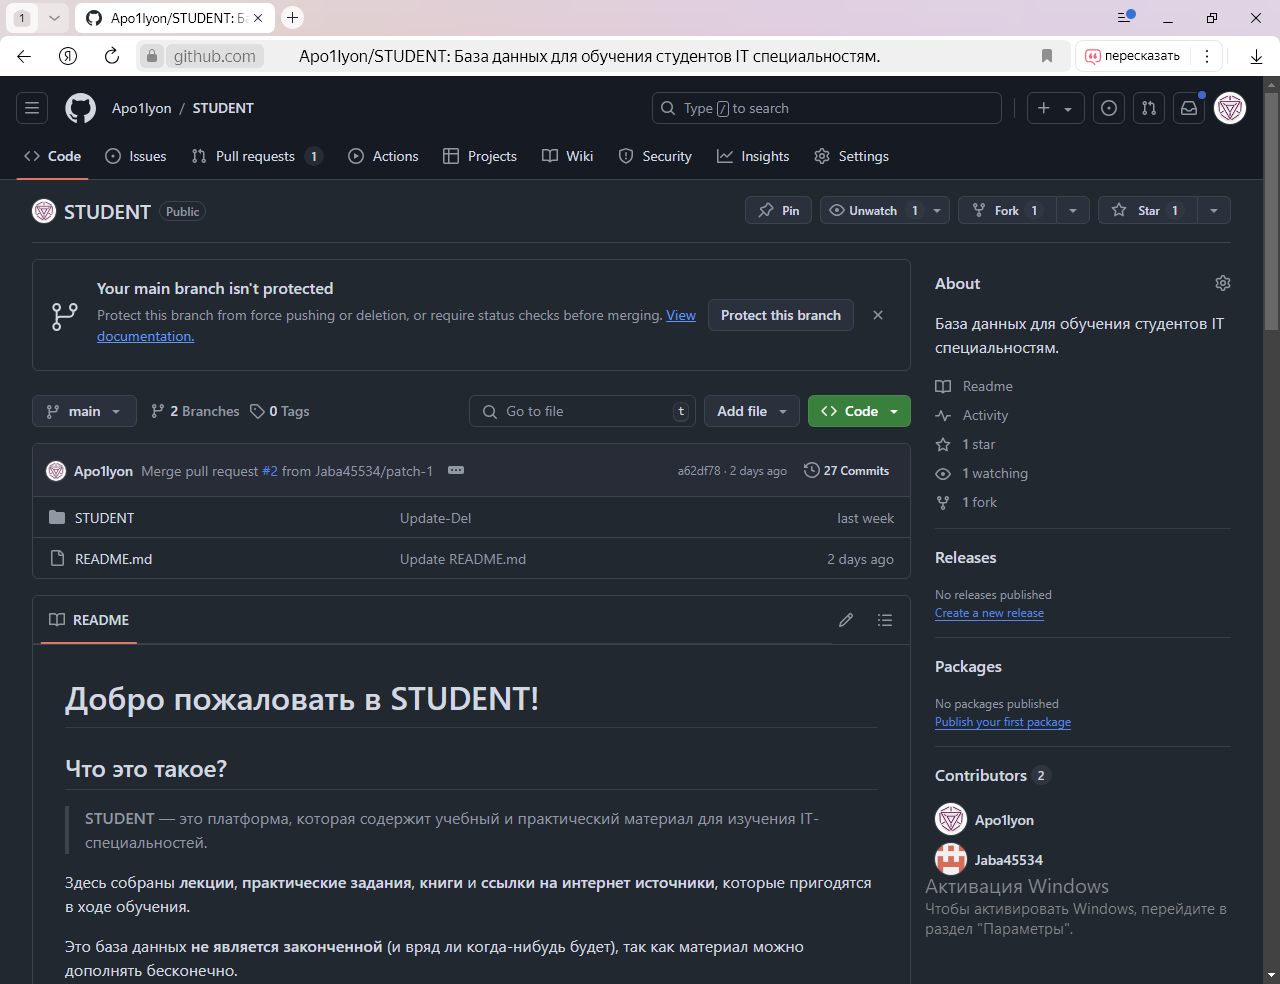 1
Apo1lyon/STUDENT: Ба
github.com
Apo1lyon/STUDENT: База данных для обучения студентов IT специальностям.
пересказать
Apo1lyon / STUDENT
Type / to search
Code
Issues
Pull requests 1
Actions
Projects
Wiki
Security
Insights
Settings
STUDENT Public
Pin
Unwatch 1
Fork 1
Star 1
Your main branch isn't protected
Protect this branch from force pushing or deletion, or require status checks before merging. View
documentation.
Protect this branch
main
2 Branches
0 Tags
Go to file t
Add file
Code
Apo1lyon Merge pull request #2 from Jaba45534/patch-1
a62df78 · 2 days ago
27 Commits
STUDENT Update-Del last week
README.md Update README.md 2 days ago
README
Добро пожаловать в STUDENT!
Что это такое?
STUDENT — это платформа, которая содержит учебный и практический материал для изучения IT-
специальностей.
Здесь собраны лекции, практические задания, книги и ссылки на интернет источники, которые пригодятся
в ходе обучения.
Это база данных не является законченной (и вряд ли когда-нибудь будет), так как материал можно
дополнять бесконечно.
About
База данных для обучения студентов IT
специальностям.
Readme
Activity
1 star
1 watching
1 fork
Releases
No releases published
Create a new release
Packages
No packages published
Publish your first package
Contributors 2
Apo1lyon
Jaba45534
Активация Windows
Чтобы активировать Windows, перейдите в
раздел "Параметры".